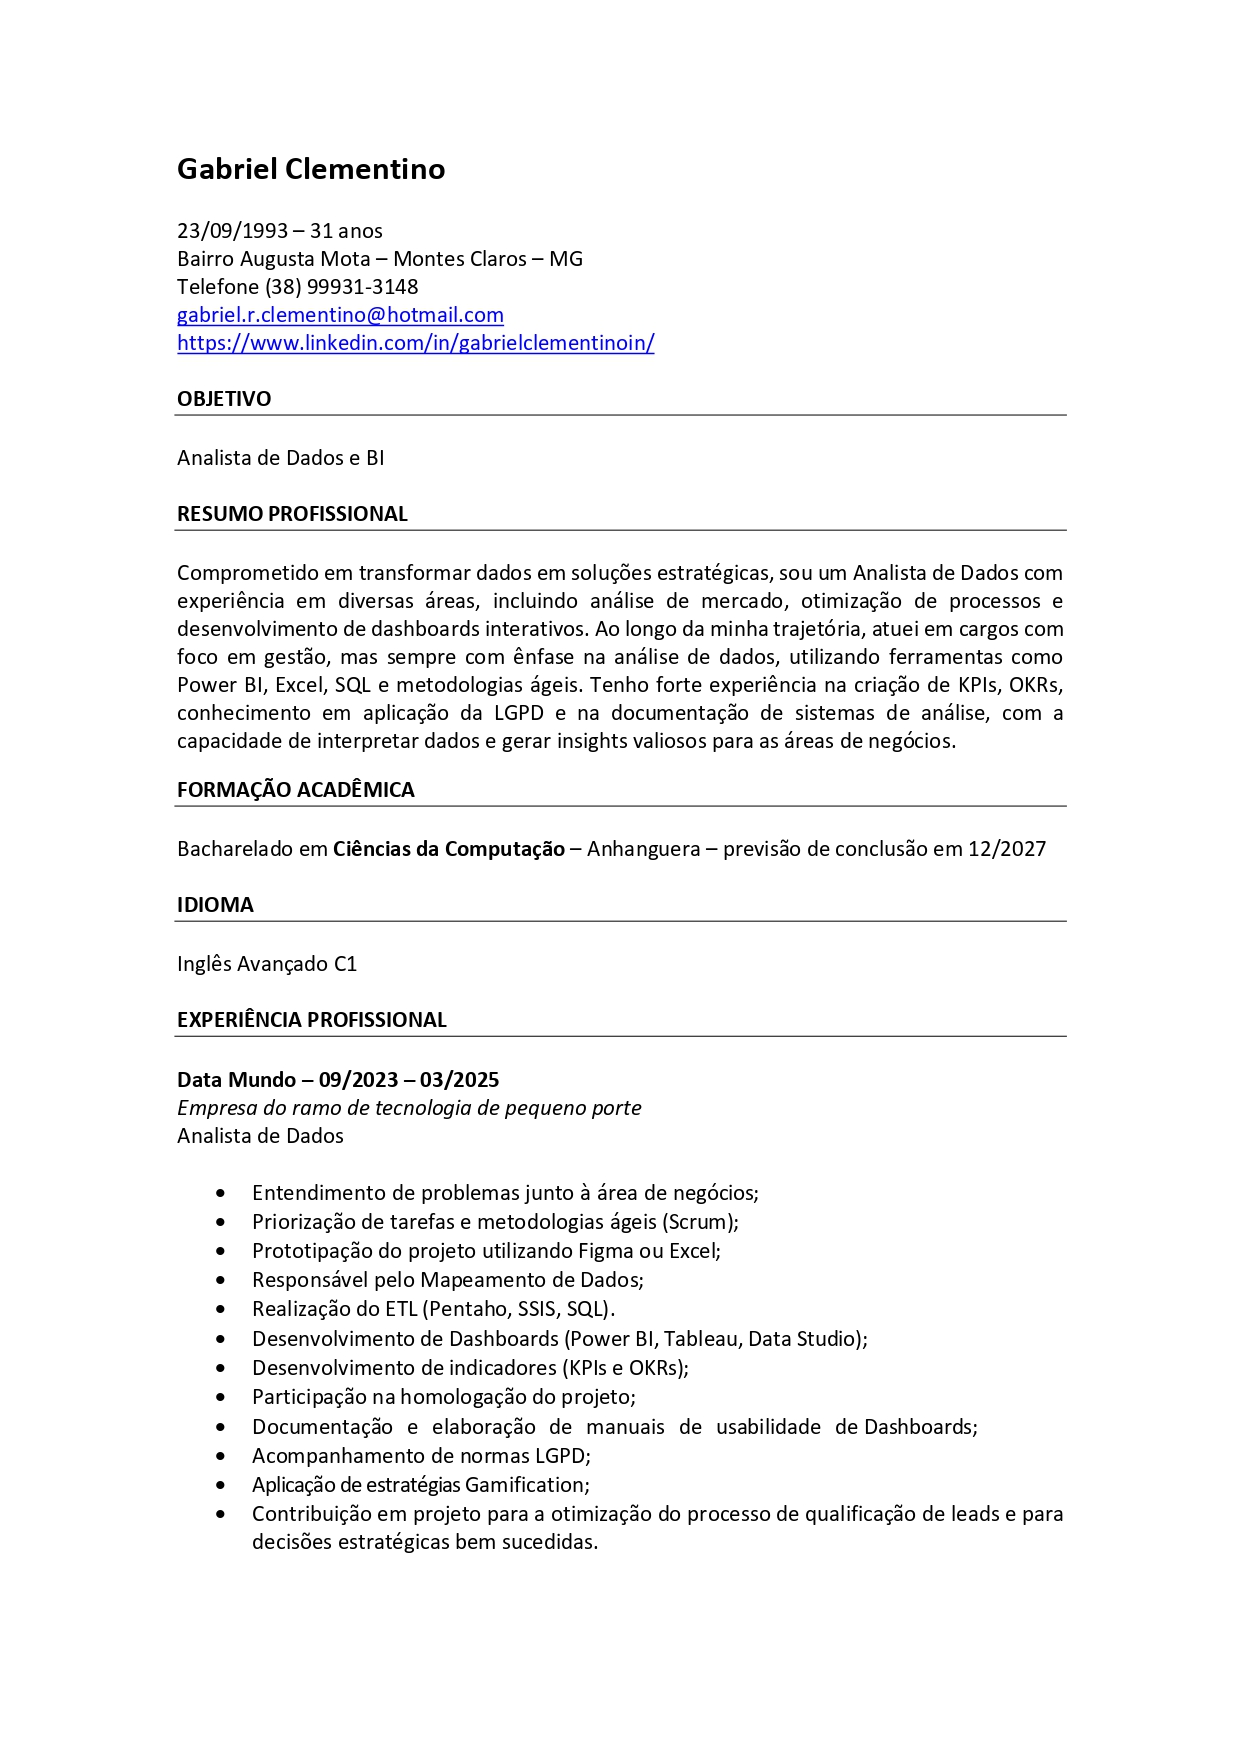 Gabriel Clementino
23/09/1993 – 31 anos
Bairro Augusta Mota – Montes Claros – MG
Telefone (38) 99931-3148
gabriel.r.clementino@hotmail.com
https://www.linkedin.com/in/gabrielclementinoin/
OBJETIVO
Analista de Dados e BI
RESUMO PROFISSIONAL
Comprometido em transformar dados em soluções estratégicas, sou um Analista de Dados com
experiência em diversas áreas, incluindo análise de mercado, otimização de processos e
desenvolvimento de dashboards interativos. Ao longo da minha trajetória, atuei em cargos com
foco em gestão, mas sempre com ênfase na análise de dados, utilizando ferramentas como
Power BI, Excel, SQL e metodologias ágeis. Tenho forte experiência na criação de KPIs, OKRs,
conhecimento em aplicação da LGPD e na documentação de sistemas de análise, com a
capacidade de interpretar dados e gerar insights valiosos para as áreas de negócios.
FORMAÇÃO ACADÊMICA
Bacharelado em Ciências da Computação – Anhanguera – previsão de conclusão em 12/2027
IDIOMA
Inglês Avançado C1
EXPERIÊNCIA PROFISSIONAL
Data Mundo – 09/2023 – 03/2025
Empresa do ramo de tecnologia de pequeno porte
Analista de Dados
• Entendimento de problemas junto à área de negócios;
• Priorização de tarefas e metodologias ágeis (Scrum);
• Prototipação do projeto utilizando Figma ou Excel;
• Responsável pelo Mapeamento de Dados;
• Realização do ETL (Pentaho, SSIS, SQL).
• Desenvolvimento de Dashboards (Power BI, Tableau, Data Studio);
• Desenvolvimento de indicadores (KPIs e OKRs);
• Participação na homologação do projeto;
• Documentação e elaboração de manuais de usabilidade de Dashboards;
• Acompanhamento de normas LGPD;
• Aplicação de estratégias Gamification;
• Contribuição em projeto para a otimização do processo de qualificação de leads e para
decisões estratégicas bem sucedidas.